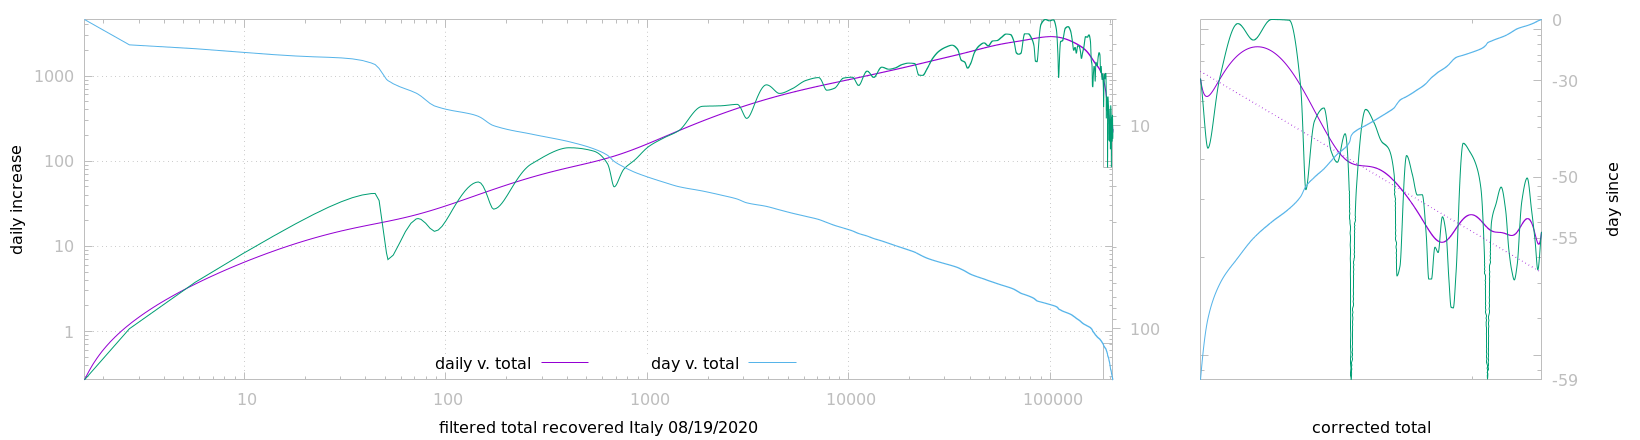 daily increase
1000
100
10
1
10
100
1000
10000
100000
10
100
daily v. total
day v. total
filtered total recovered Italy 08/19/2020
0
-30
-50
-55
-59
day since
corrected total